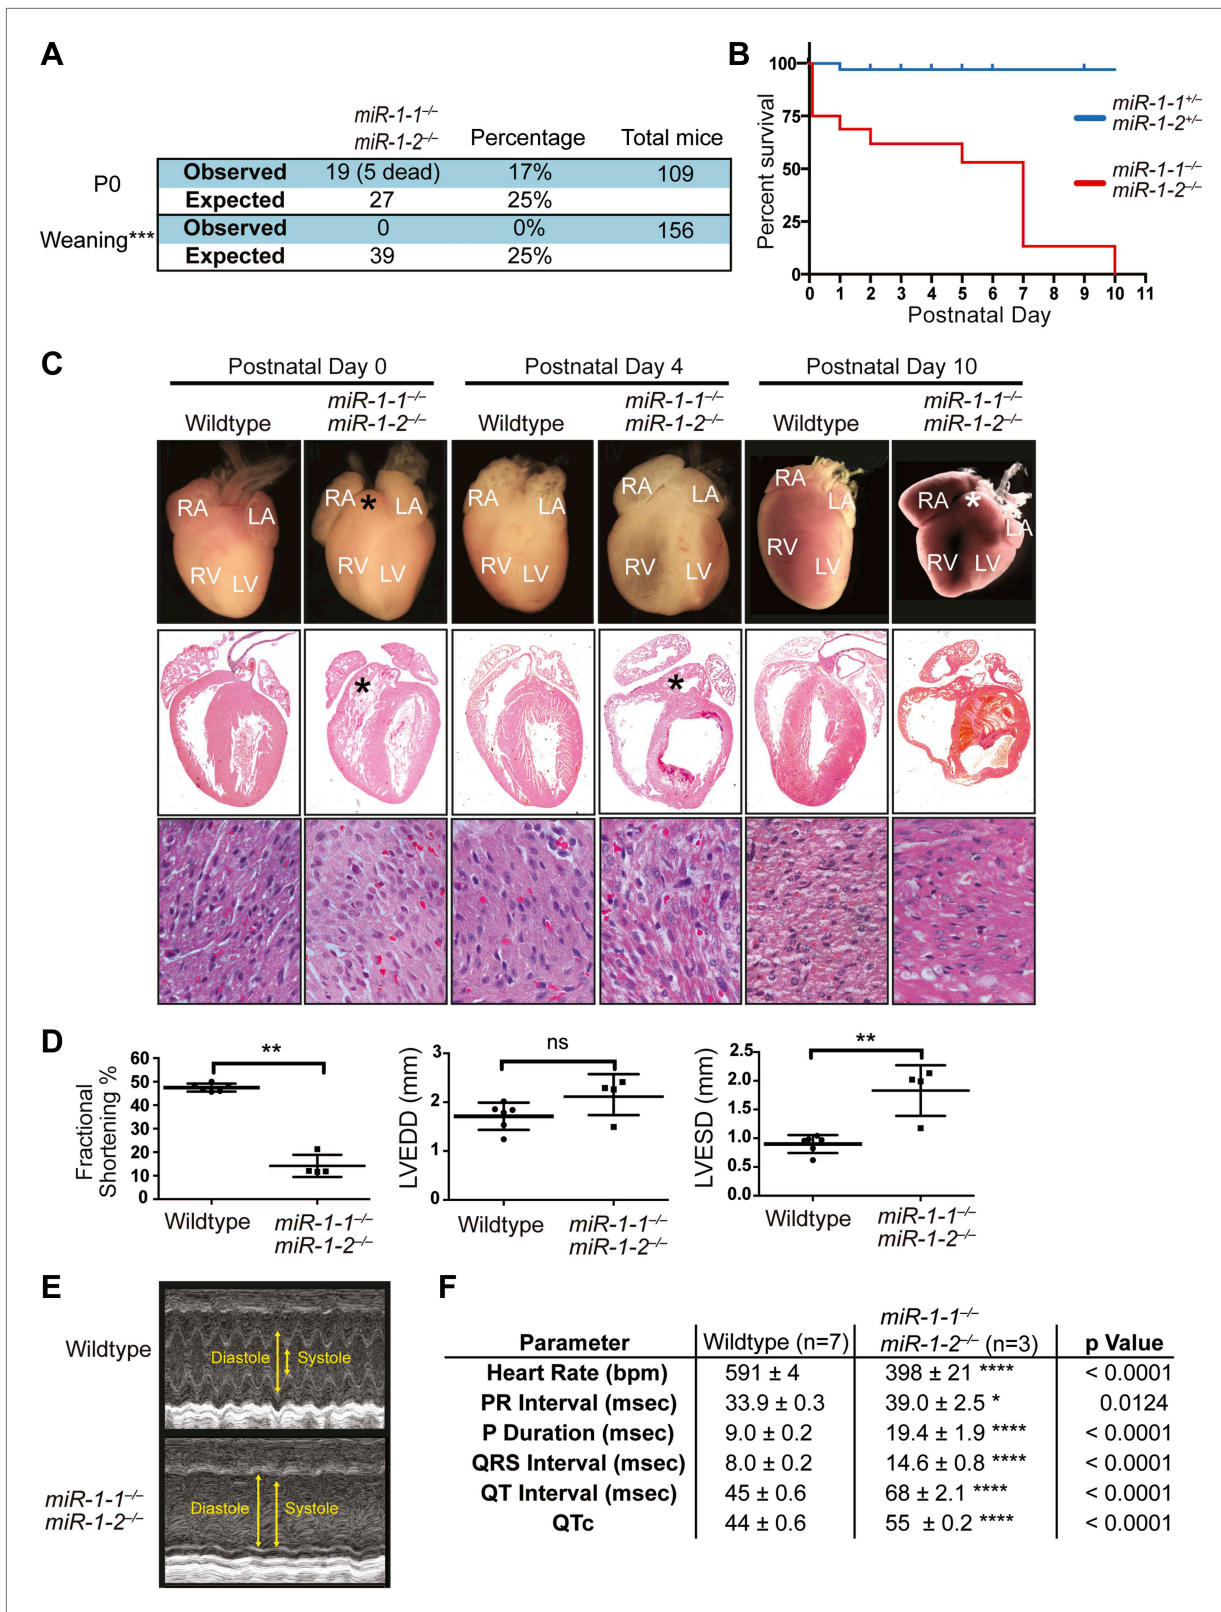 A
miR-1-1–/–
miR-1-2–/– Percentage Total mice
P0 Observed 19 (5 dead) 17% 109
Expected 27 25%
Weaning*** Observed 0 0% 156
Expected 39 25%
B
Percent survival
100
75
50
25
0
0 1 2 3 4 5 6 7 8 9 10 11
Postnatal Day
miR-1-1+/–
miR-1-2+/–
miR-1-1–/–
miR-1-2–/–
C
Postnatal Day 0 Postnatal Day 4 Postnatal Day 10
Wildtype miR-1-1–/– miR-1-2–/– Wildtype miR-1-1–/– miR-1-2–/– Wildtype miR-1-1–/– miR-1-2–/–
RA LA RV LV
RA * LA RV LV
RA LA RV LV
RA LA RV LV
RA LA RV LV
RA * LA RV LV
*
*
D
Fractional
Shortening %
60
50
40
30
20
10
0
**
Wildtype miR-1-1–/–
miR-1-2–/–
LVEDD (mm)
3
2
1
0
ns
Wildtype miR-1-1–/–
miR-1-2–/–
LVESD (mm)
2.5
2.0
1.5
1.0
0.5
0.0
**
Wildtype miR-1-1–/–
miR-1-2–/–
E
Wildtype
Diastole Systole
miR-1-1–/–
miR-1-2–/–
Diastole Systole
F
miR-1-1–/–
Parameter Wildtype (n=7) miR-1-2–/– (n=3) p Value
Heart Rate (bpm) 591 ± 4 398 ± 21 **** < 0.0001
PR Interval (msec) 33.9 ± 0.3 39.0 ± 2.5 * 0.0124
P Duration (msec) 9.0 ± 0.2 19.4 ± 1.9 **** < 0.0001
QRS Interval (msec) 8.0 ± 0.2 14.6 ± 0.8 **** < 0.0001
QT Interval (msec) 45 ± 0.6 68 ± 2.1 **** < 0.0001
QTc 44 ± 0.6 55 ± 0.2 **** < 0.0001